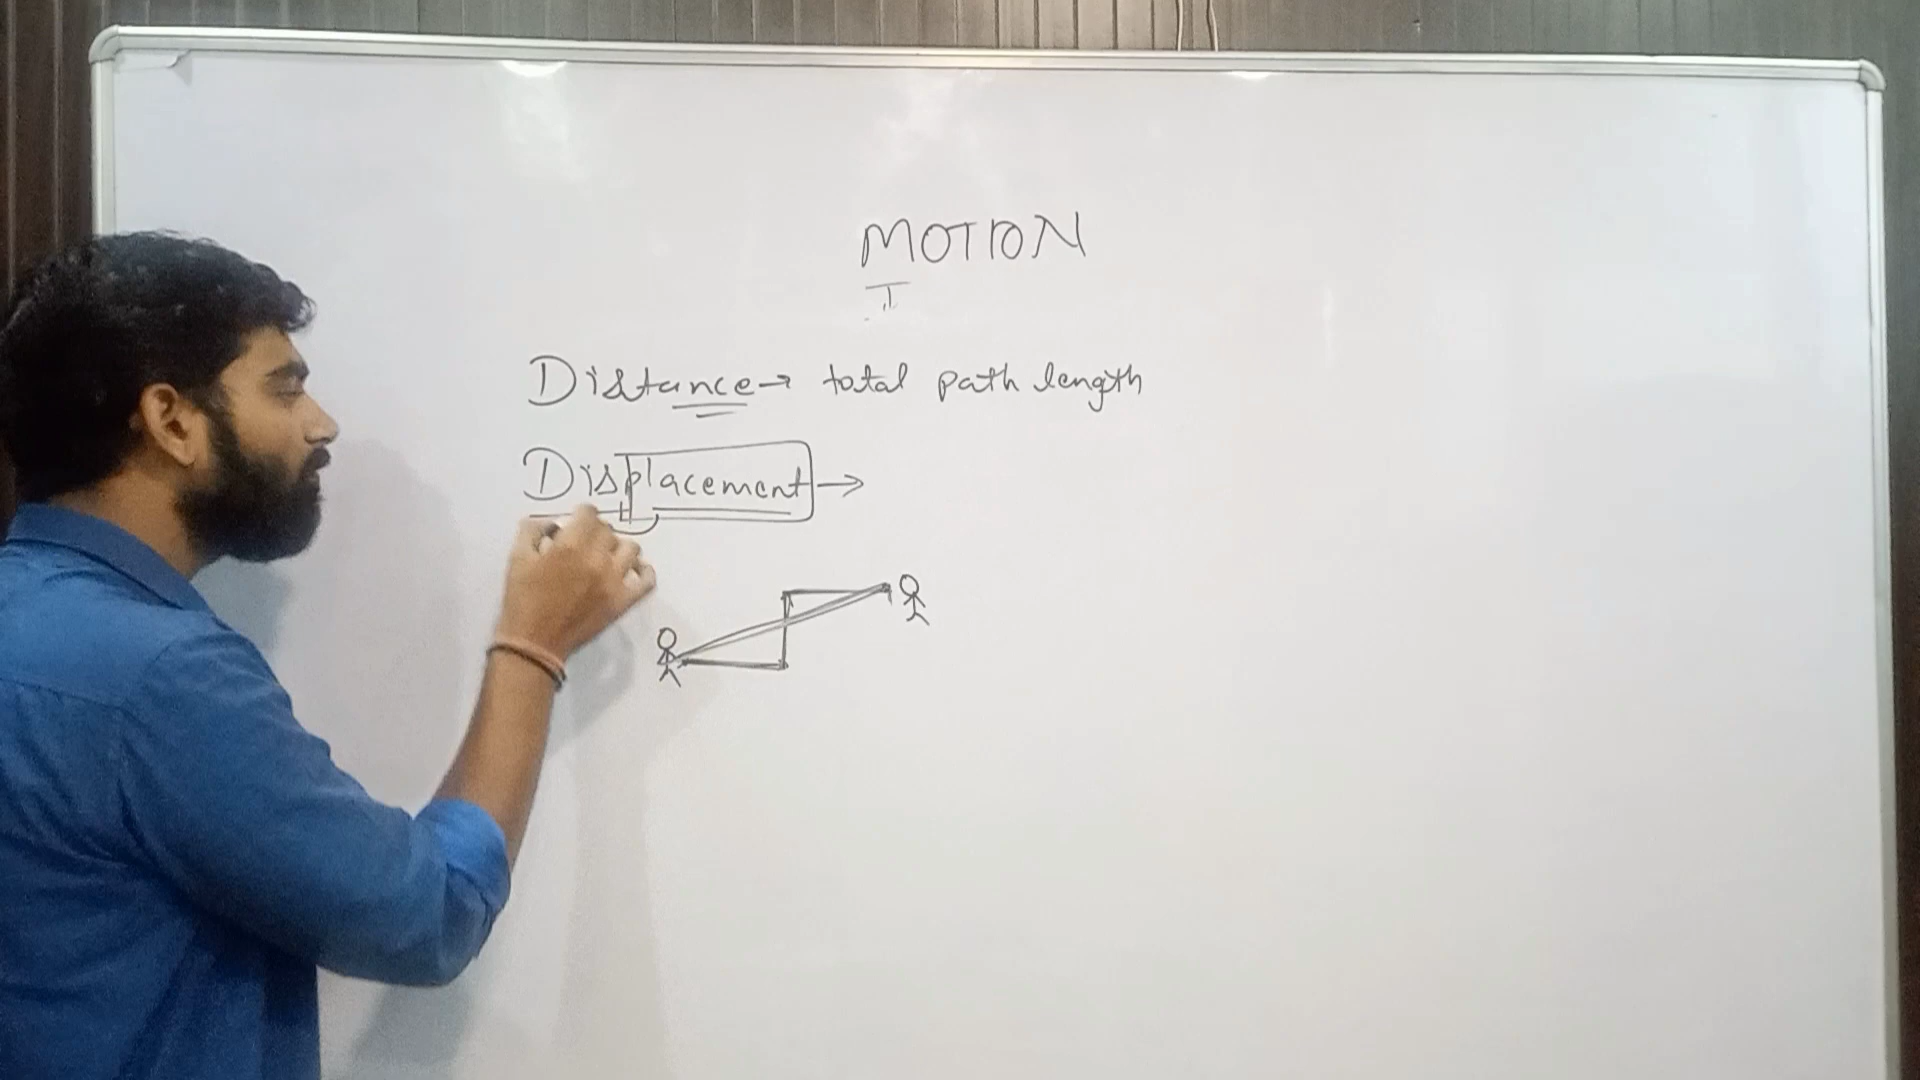 MOTION
I
Distance → total path length
Displacement →